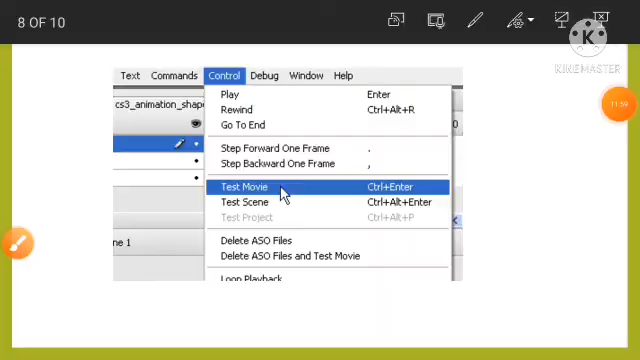 8 OF 10
K
KINEMASTER
11:59
Text Commands Control Debug Window Help
cs3_animation_shape
Play Enter
Rewind Ctrl+Alt+R
Go To End
0
Step Forward One Frame .
Step Backward One Frame ,
Test Movie Ctrl+Enter
Test Scene Ctrl+Alt+Enter
Test Project Ctrl+Alt+P
ne 1
Delete ASO Files
Delete ASO Files and Test Movie
Loop Playback